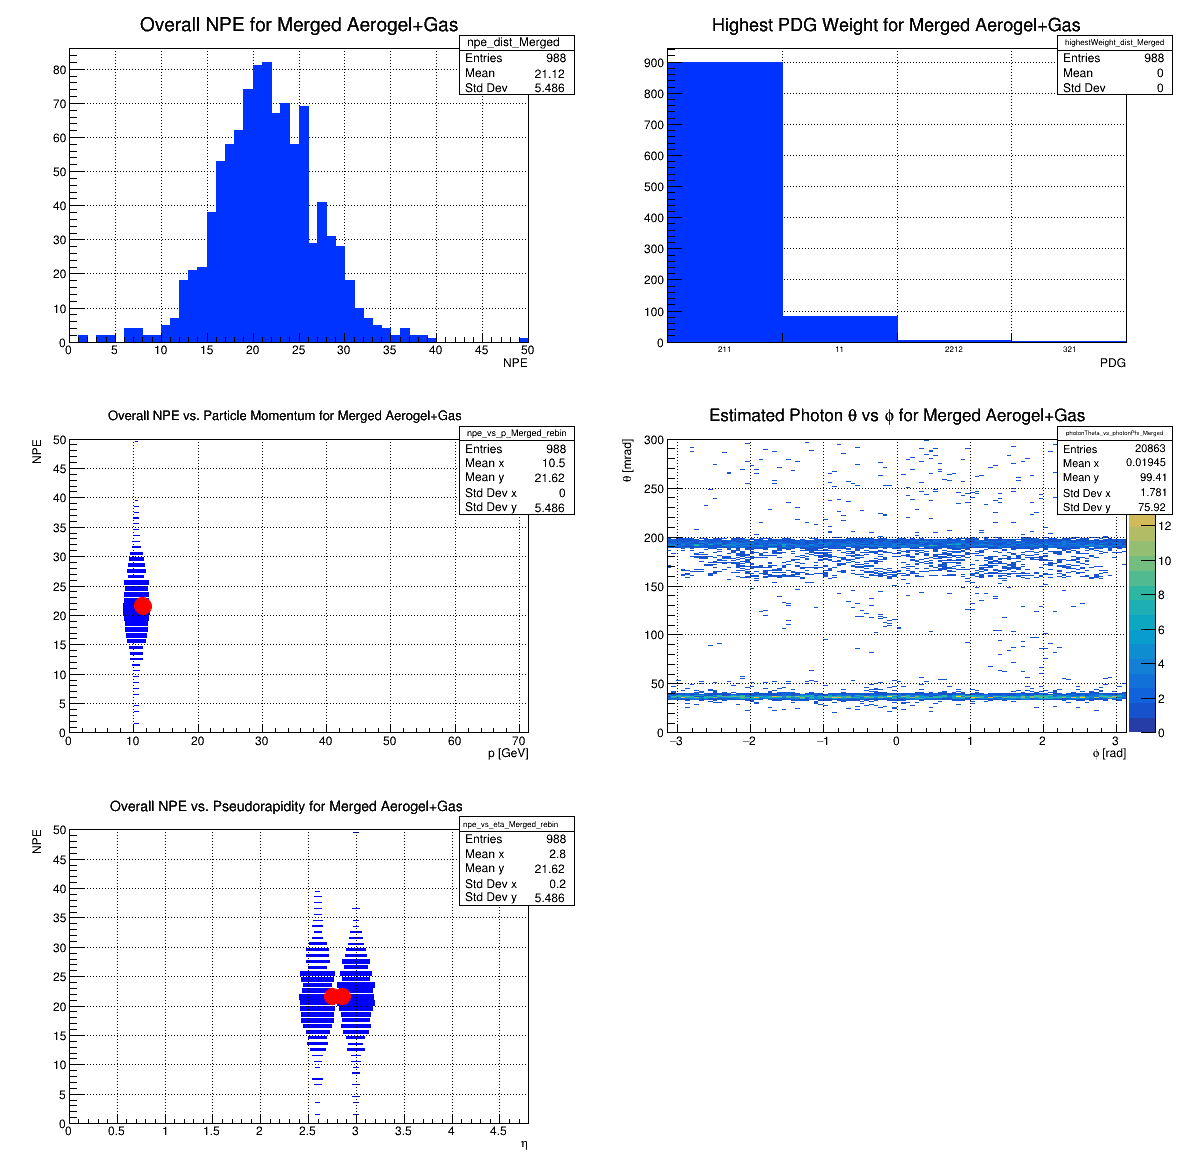 Overall NPE for Merged Aerogel+Gas
npe_dist_Merged
Entries 988
Mean 21.12
Std Dev 5.486
80
70
60
50
40
30
20
10
0
0 5 10 15 20 25 30 35 40 45 50
NPE
Highest PDG Weight for Merged Aerogel+Gas
highestWeight_dist_Merged
Entries 988
Mean 0
Std Dev 0
900
800
700
600
500
400
300
200
100
0
211 11 2212 321
PDG
Overall NPE vs. Particle Momentum for Merged Aerogel+Gas
npe_vs_p_Merged_rebin
Entries 988
Mean x 10.5
Mean y 21.62
Std Dev x 0
Std Dev y 5.486
NPE
50
45
40
35
30
25
20
15
10
5
0
0 10 20 30 40 50 60 70
p [GeV]
Estimated Photon θ vs ϕ for Merged Aerogel+Gas
photonTheta_vs_photonPhi_Merged
Entries 20863
Mean x 0.01945
Mean y 99.41
Std Dev x 1.781
Std Dev y 75.92
θ [mrad]
300
250
200
150
100
50
0
−3 −2 −1 0 1 2 3
ϕ [rad]
12
10
8
6
4
2
0
Overall NPE vs. Pseudorapidity for Merged Aerogel+Gas
npe_vs_eta_Merged_rebin
Entries 988
Mean x 2.8
Mean y 21.62
Std Dev x 0.2
Std Dev y 5.486
NPE
50
45
40
35
30
25
20
15
10
5
0
0 0.5 1 1.5 2 2.5 3 3.5 4 4.5
η